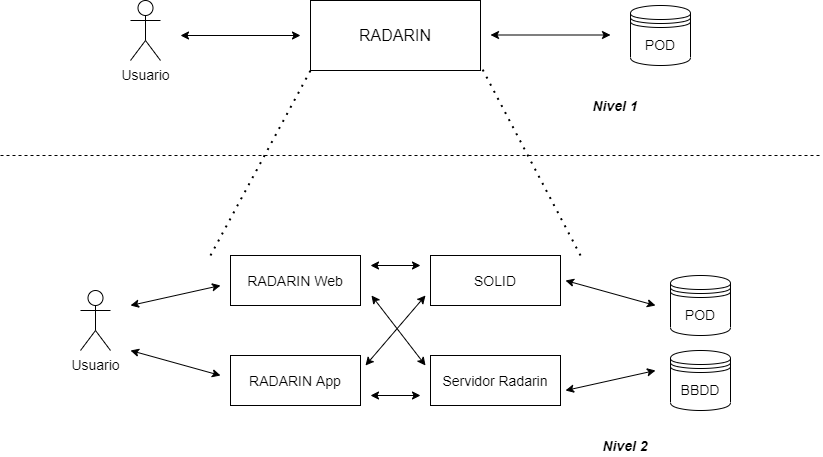 RADARIN
POD
Usuario
Nivel 1
RADARIN Web
SOLID
POD
Usuario
RADARIN App
Servidor Radarin
BBDD
Nivel 2